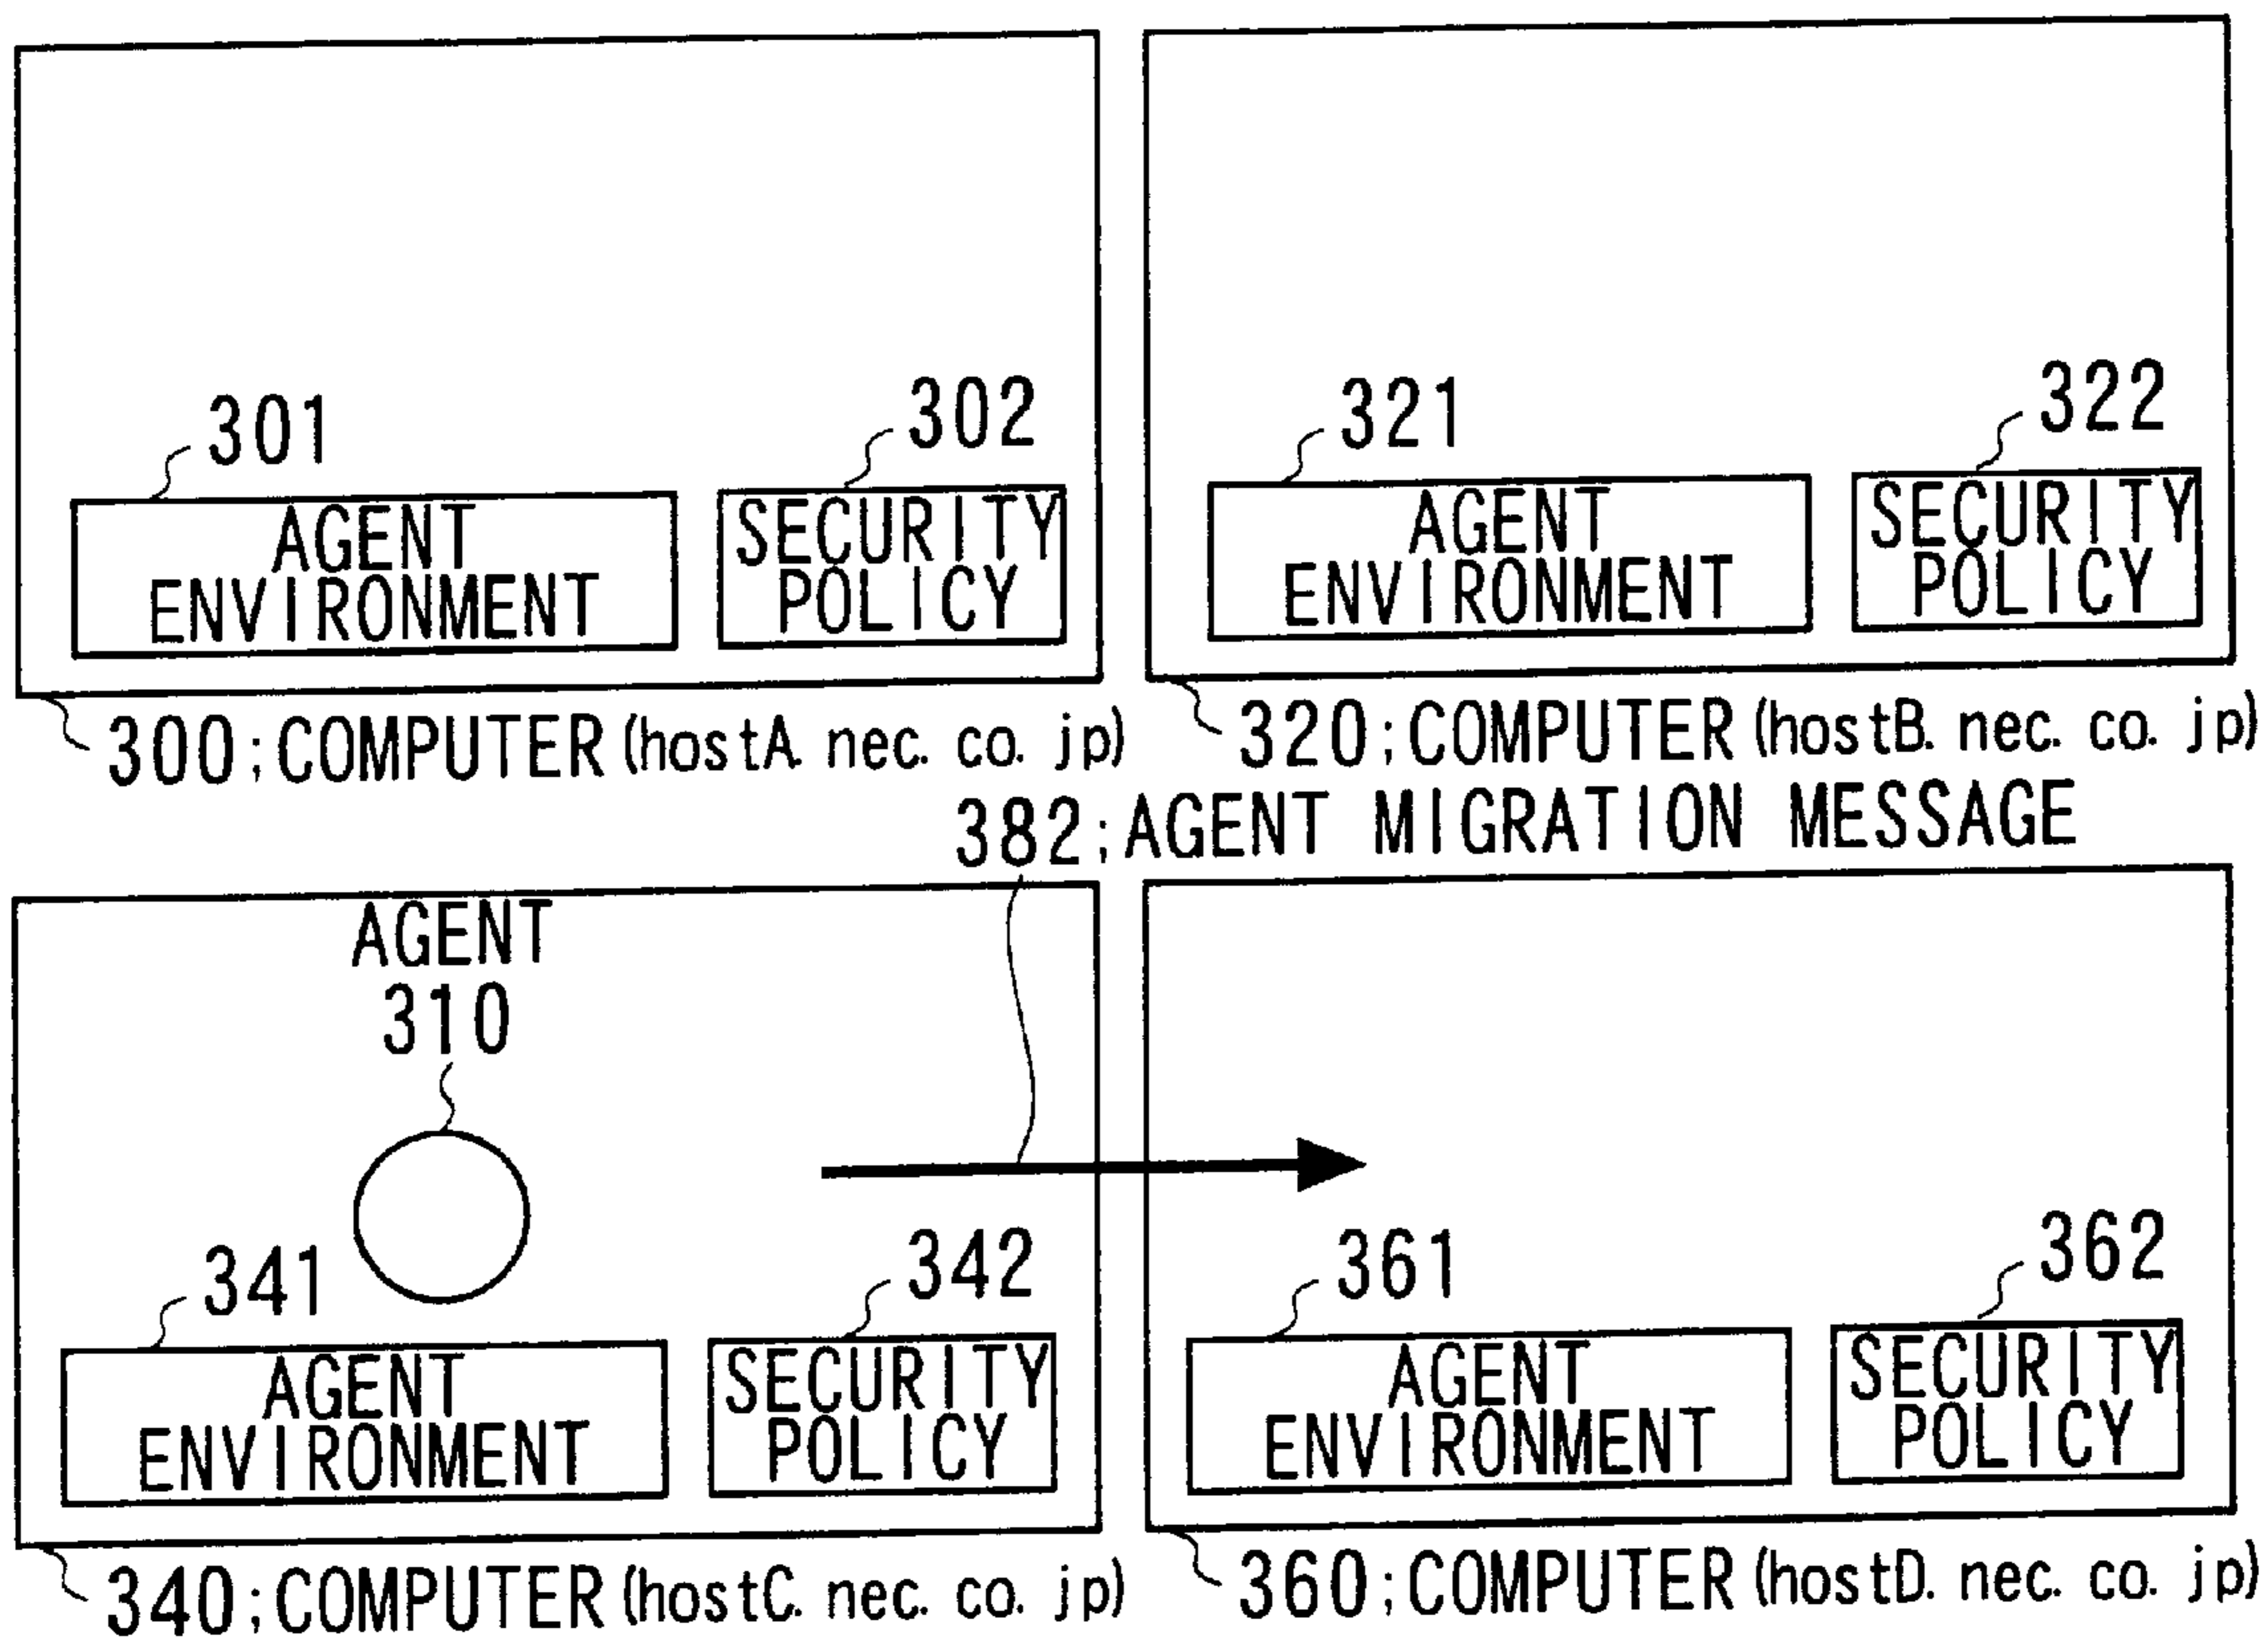 301
302
AGENT
ENVIRONMENT
SECURITY
POLICY
300;COMPUTER (hostA. nec. co. jp)
321
322
AGENT
ENVIRONMENT
SECURITY
POLICY
320;COMPUTER (hostB. nec. co. jp)
382;AGENT MIGRATION MESSAGE
AGENT
310
341
342
AGENT
ENVIRONMENT
SECURITY
POLICY
340;COMPUTER (hostC. nec. co. jp)
361
362
AGENT
ENVIRONMENT
SECURITY
POLICY
360;COMPUTER (hostD. nec. co. jp)